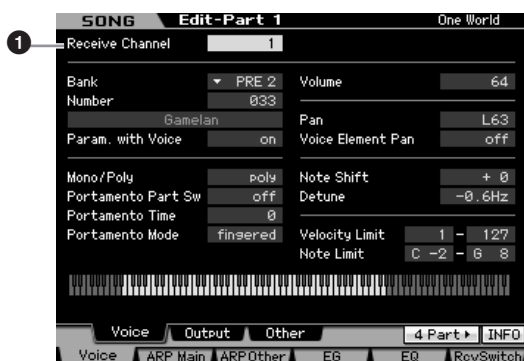 SONG Edit-Part 1 One World
1 Receive Channel 1
Bank PRE 2 Volume 64
Number 033
Gamelan Pan L63
Param. with Voice on Voice Element Pan off
Mono/Poly poly Note Shift + 0
Portamento Part Sw off Detune -0.6Hz
Portamento Time 0
Portamento Mode fingered Velocity Limit 1 - 127
Note Limit C -2 - G 8
Voice Output Other 4 Part INFO
Voice ARP Main ARP Other EG EQ RcvSwitch